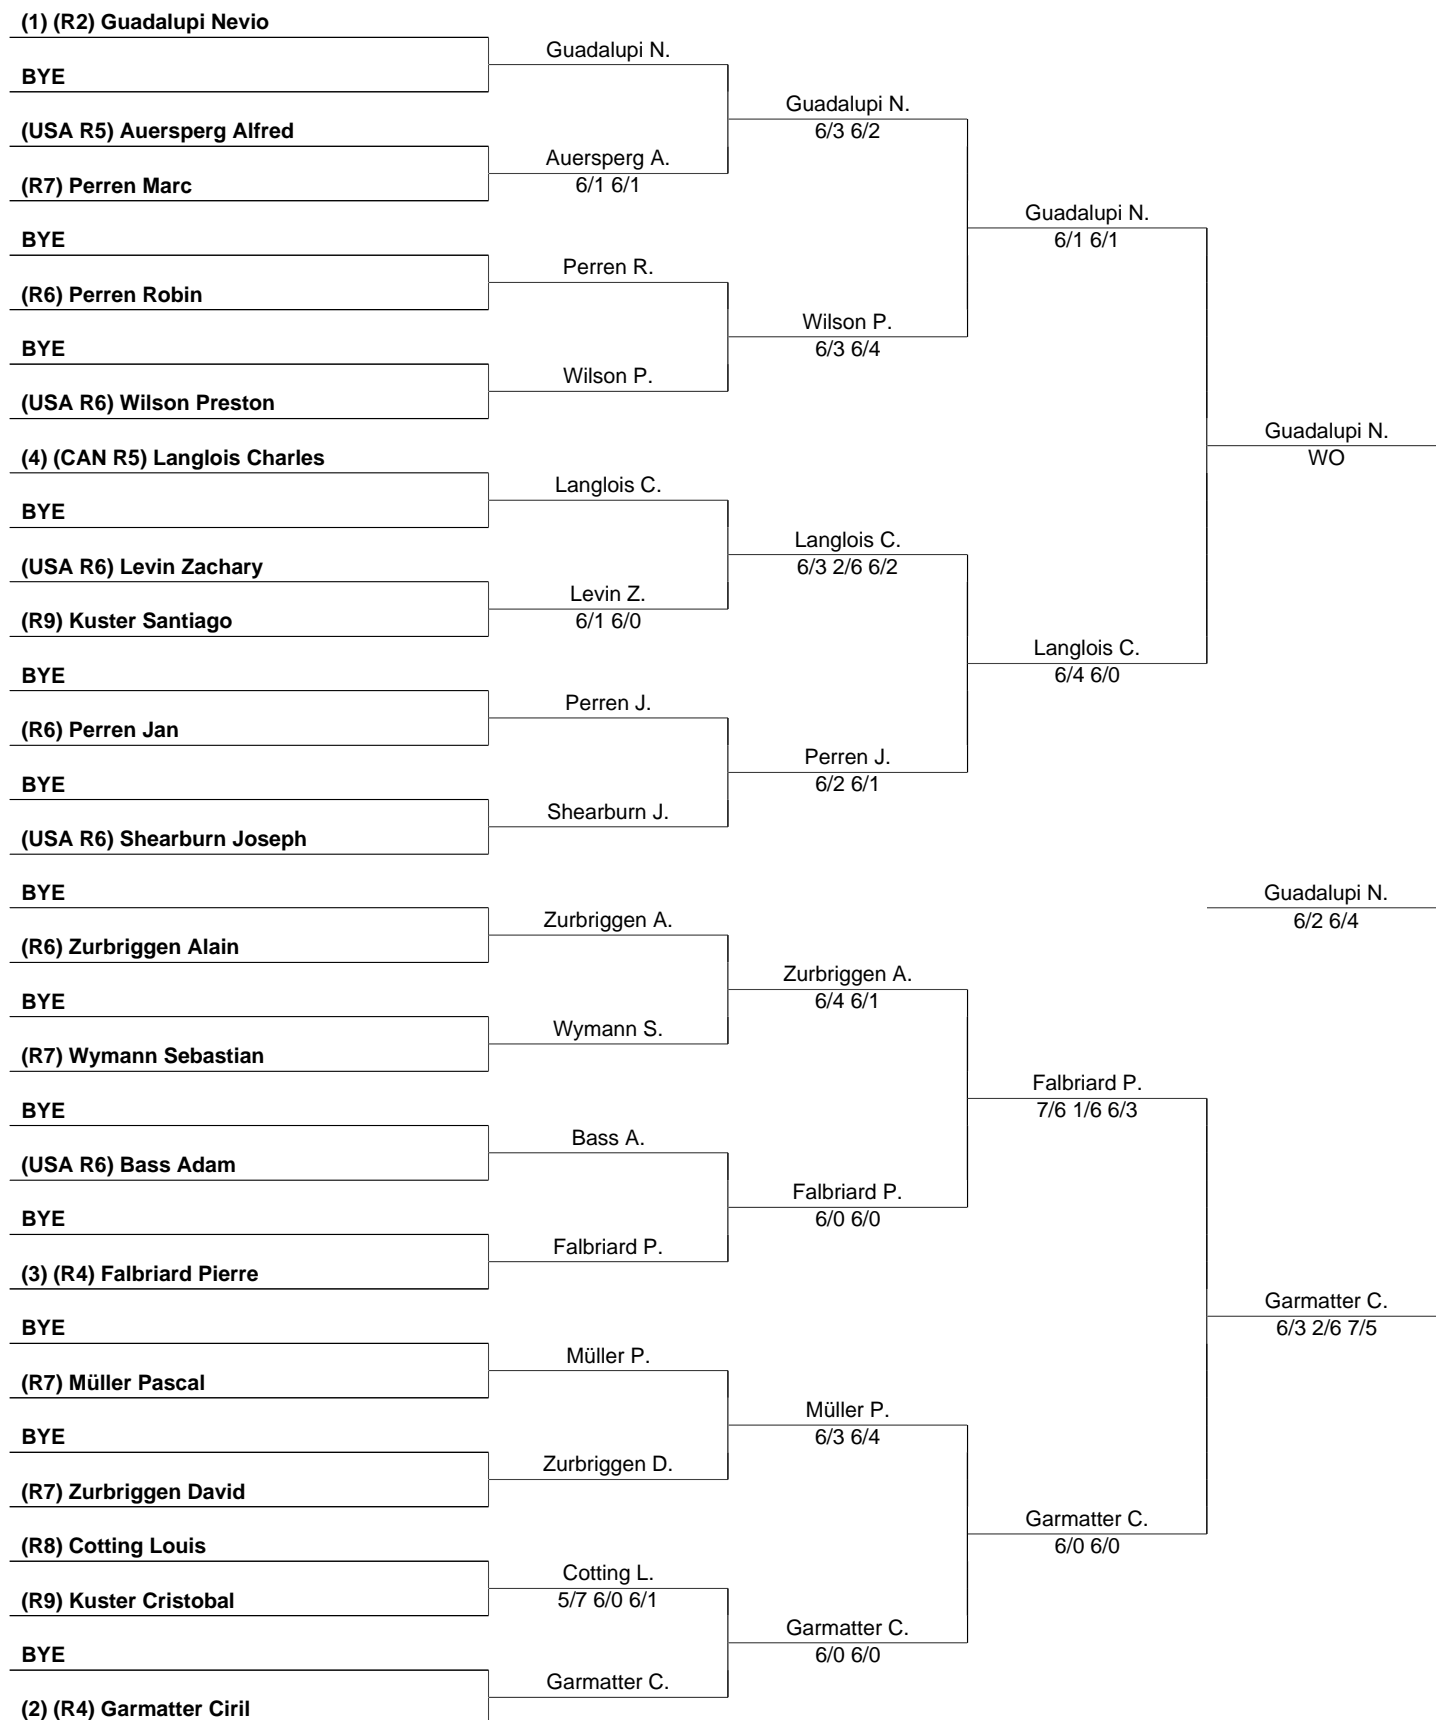 (1) (R2) Guadalupi Nevio
Guadalupi N.
BYE
Guadalupi N.
6/3 6/2
(USA R5) Auersperg Alfred
Auersperg A.
6/1 6/1
(R7) Perren Marc
Guadalupi N.
6/1 6/1
BYE
Perren R.
(R6) Perren Robin
Wilson P.
6/3 6/4
BYE
Wilson P.
(USA R6) Wilson Preston
Guadalupi N.
WO
(4) (CAN R5) Langlois Charles
Langlois C.
BYE
Langlois C.
6/3 2/6 6/2
(USA R6) Levin Zachary
Levin Z.
6/1 6/0
(R9) Kuster Santiago
Langlois C.
6/4 6/0
BYE
Perren J.
(R6) Perren Jan
Perren J.
6/2 6/1
BYE
Shearburn J.
(USA R6) Shearburn Joseph
BYE
Guadalupi N.
6/2 6/4
Zurbriggen A.
(R6) Zurbriggen Alain
Zurbriggen A.
6/4 6/1
BYE
Wymann S.
(R7) Wymann Sebastian
Falbriard P.
7/6 1/6 6/3
BYE
Bass A.
(USA R6) Bass Adam
Falbriard P.
6/0 6/0
BYE
Falbriard P.
(3) (R4) Falbriard Pierre
Garmatter C.
6/3 2/6 7/5
BYE
Müller P.
(R7) Müller Pascal
Müller P.
6/3 6/4
BYE
Zurbriggen D.
(R7) Zurbriggen David
Garmatter C.
6/0 6/0
(R8) Cotting Louis
Cotting L.
5/7 6/0 6/1
(R9) Kuster Cristobal
Garmatter C.
6/0 6/0
BYE
Garmatter C.
(2) (R4) Garmatter Ciril